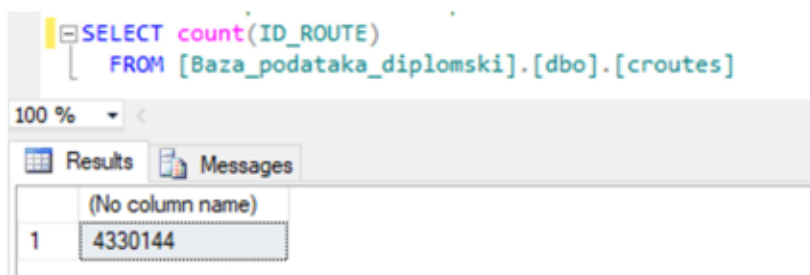 SELECT count(ID_ROUTE)
FROM [Baza_podataka_diplomski].[dbo].[croutes]
100 %
Results Messages
(No column name)
1 4330144